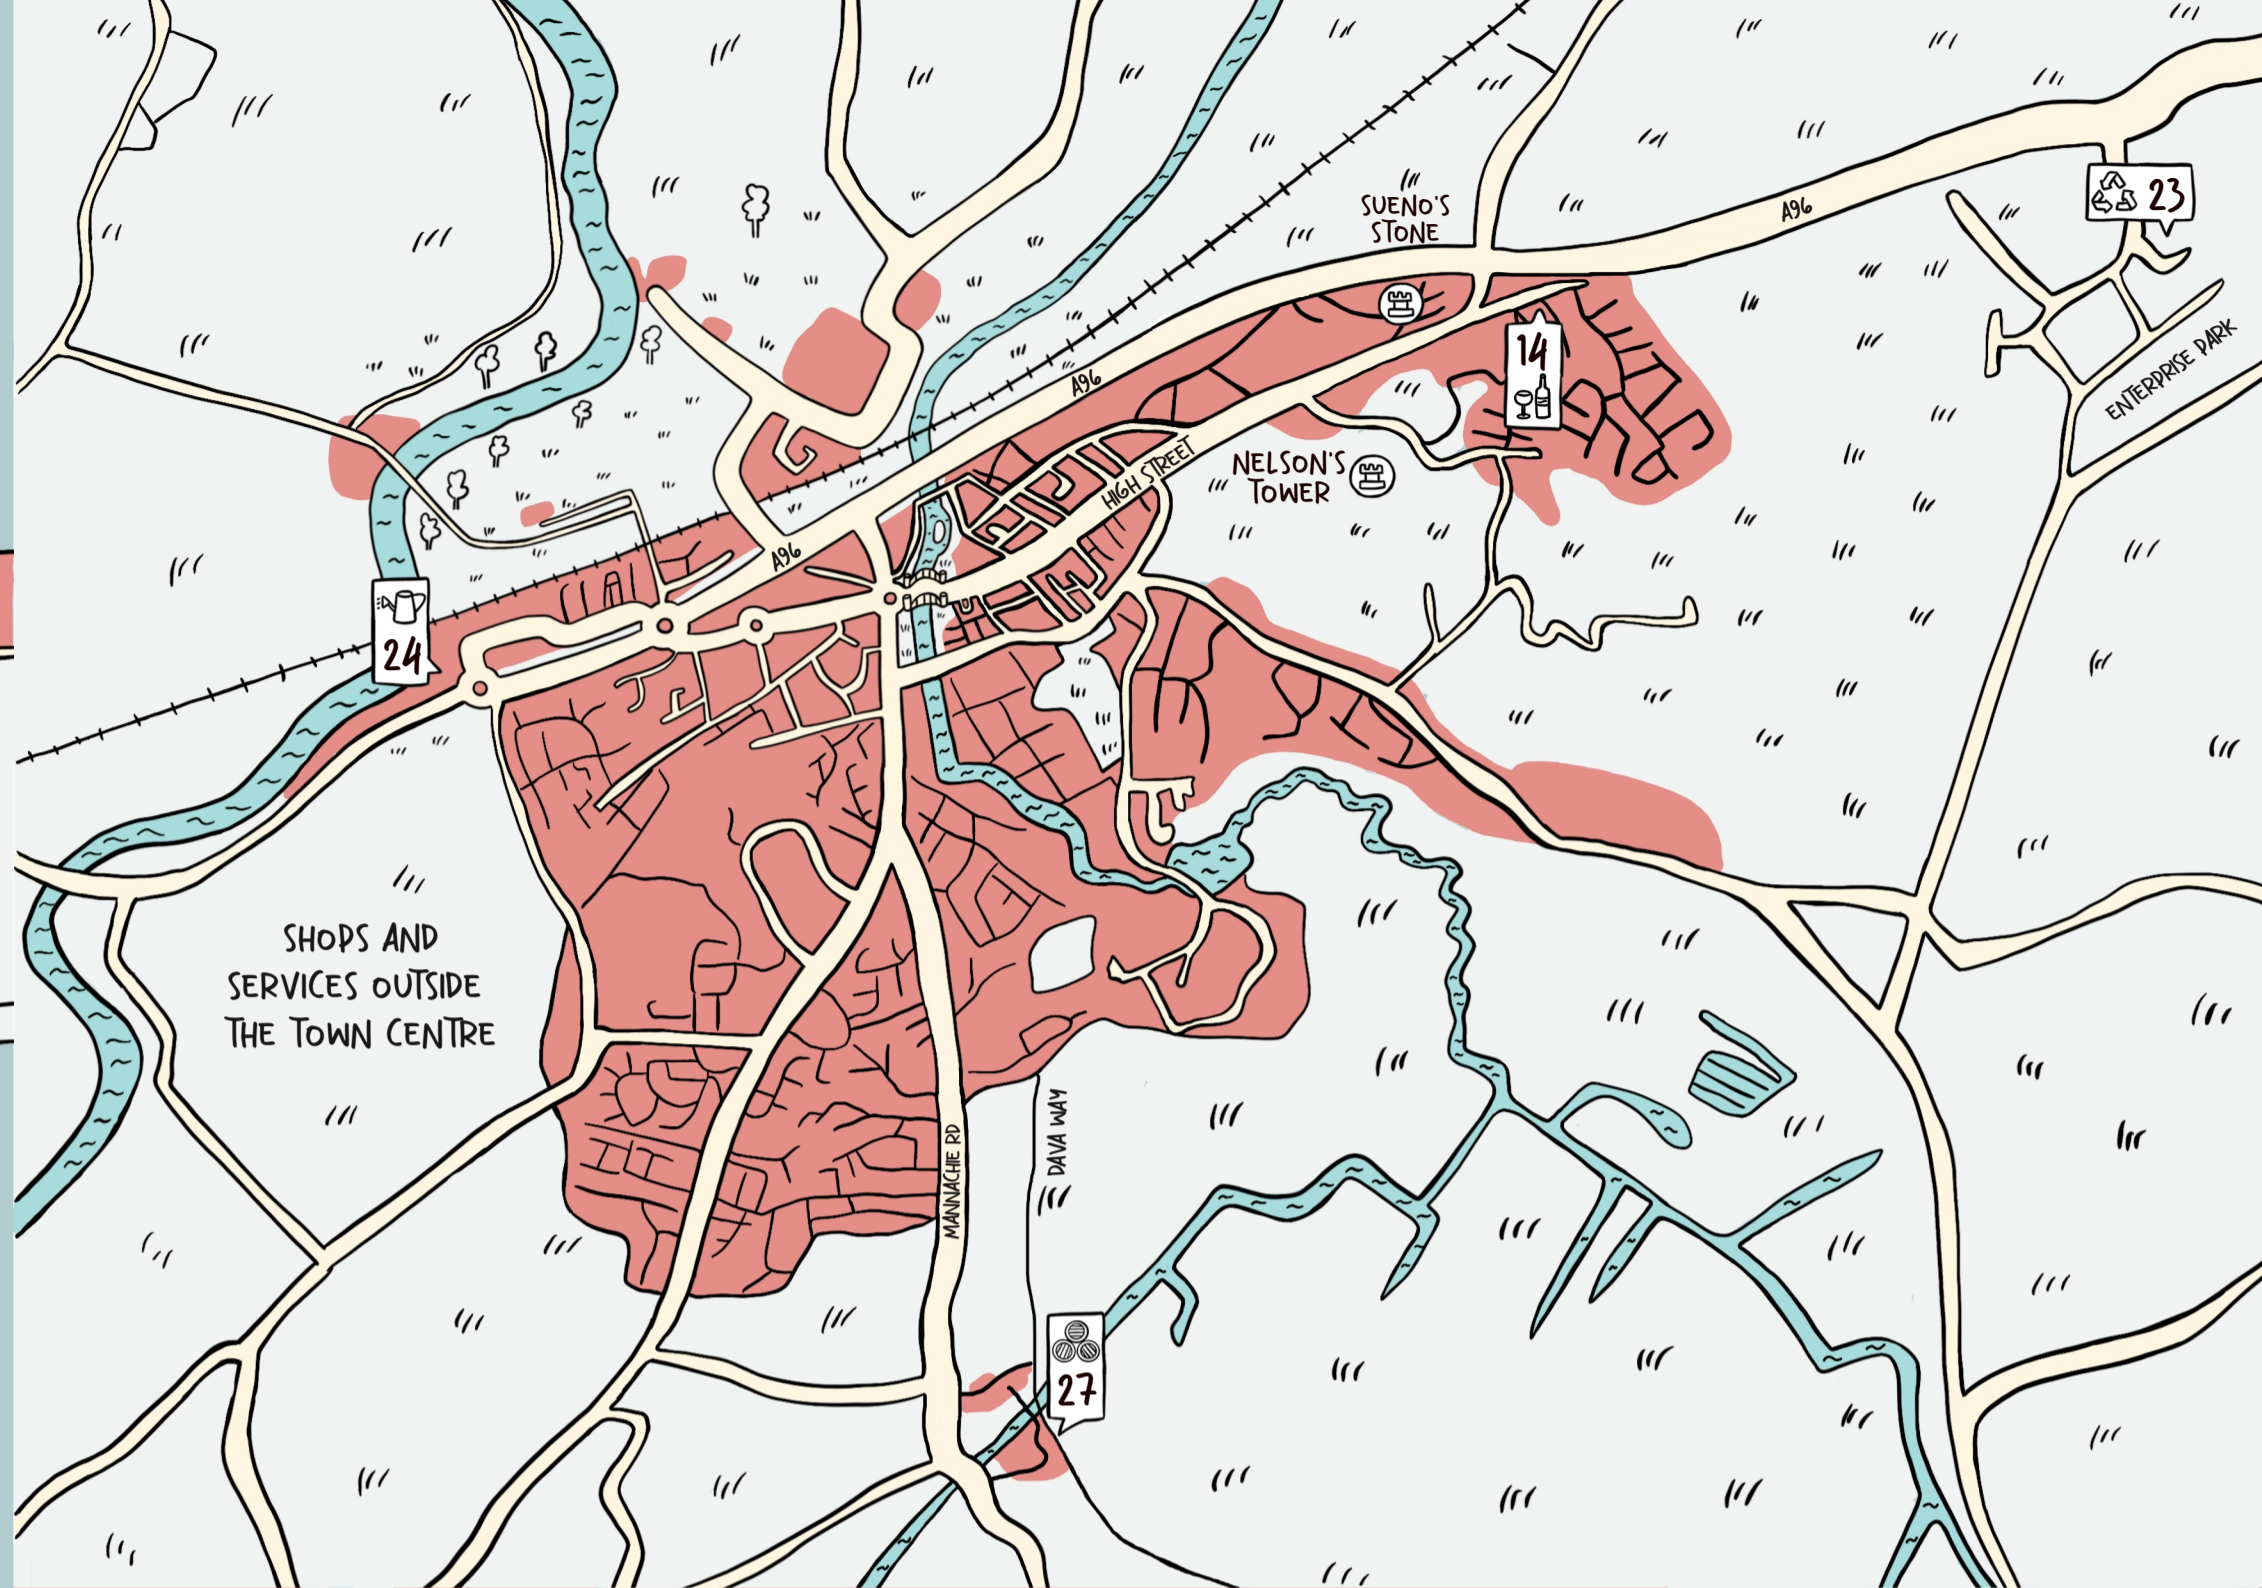 SUENO'S
STONE
A96
23
A96
ENTERPRISE PARK
14
HIGH STREET
NELSON'S
TOWER
A96
24
SHOPS AND
SERVICES OUTSIDE
THE TOWN CENTRE
MANNACHIE RD
DAVA WAY
27